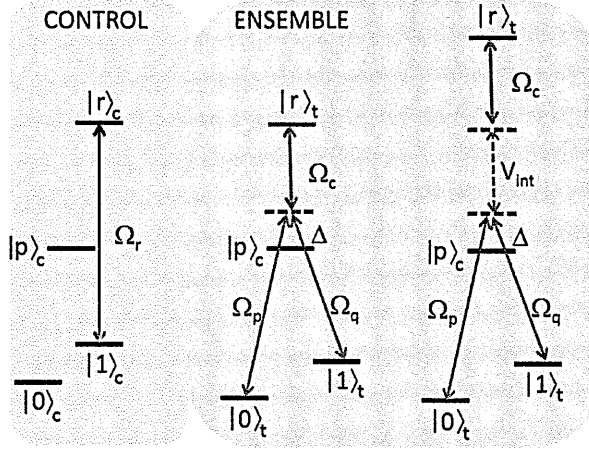 CONTROL
ENSEMBLE
|r⟩t
Ωc
|r⟩c
|r⟩t
Ωc
Vint
|p⟩c
Ωr
|p⟩c
Δ
|p⟩c
Δ
Ωp
Ωq
Ωp
Ωq
|1⟩c
|0⟩c
|1⟩t
|0⟩t
|1⟩t
|0⟩t